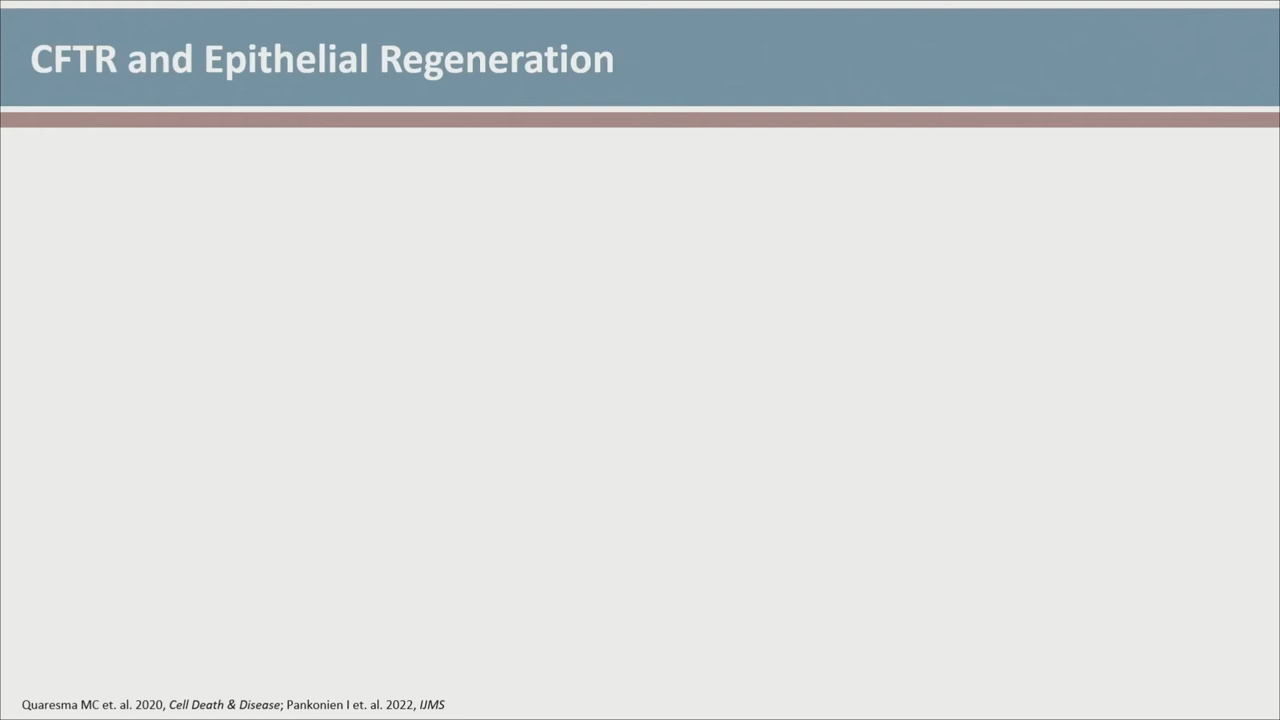 CFTR and Epithelial Regeneration
Quaresma MC et. al. 2020, Cell Death & Disease; Pankonien I et. al. 2022, IJMS